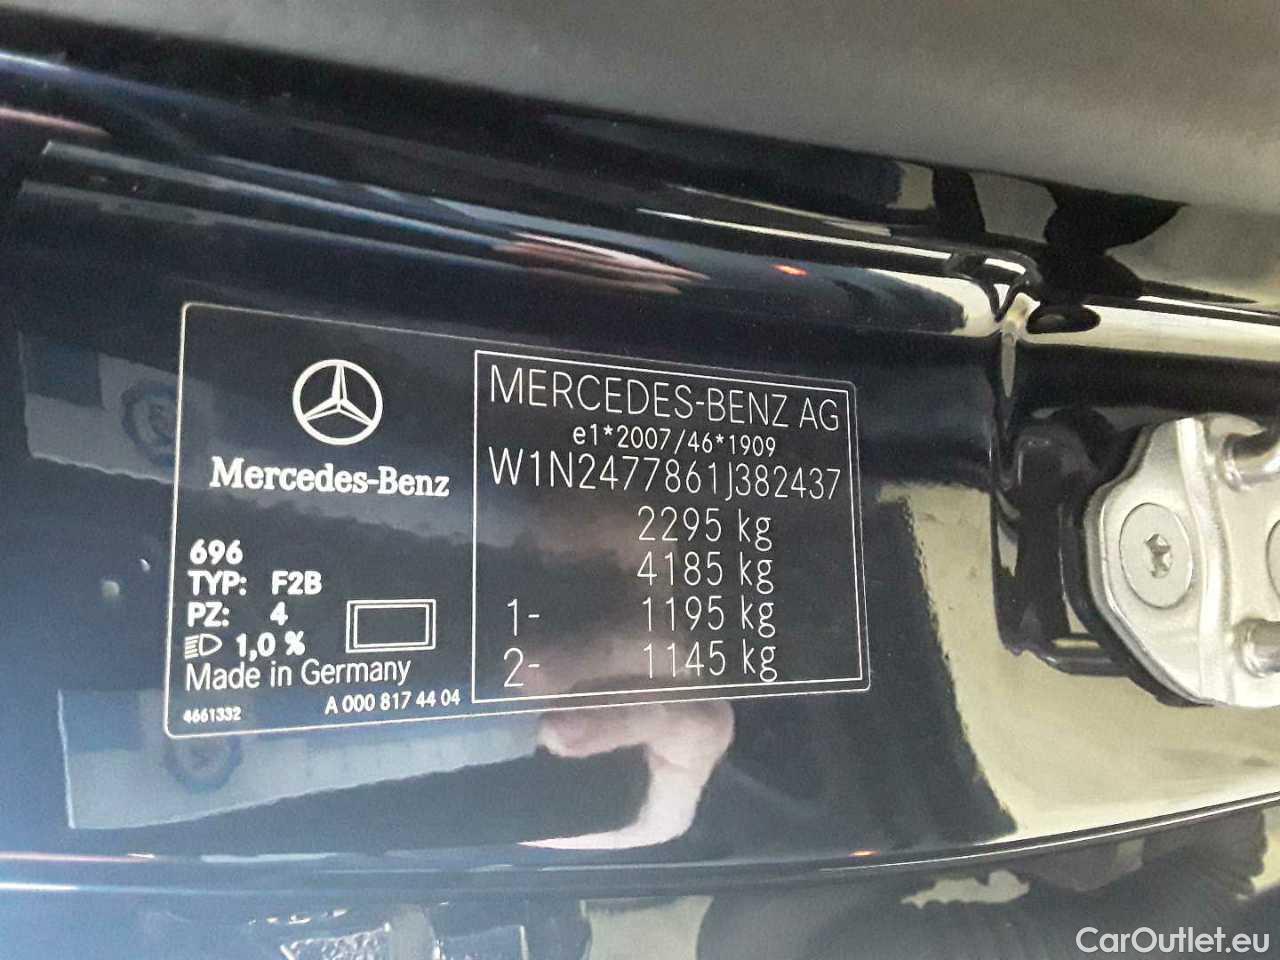 Mercedes-Benz
696
TYP: F2B
PZ: 4
1,0 %
Made in Germany
4661332 A 000 817 44 04
MERCEDES-BENZ AG
e1*2007/46*1909
W1N2477861J382437
2295 kg
4185 kg
1- 1195 kg
2- 1145 kg
CarOutlet.eu